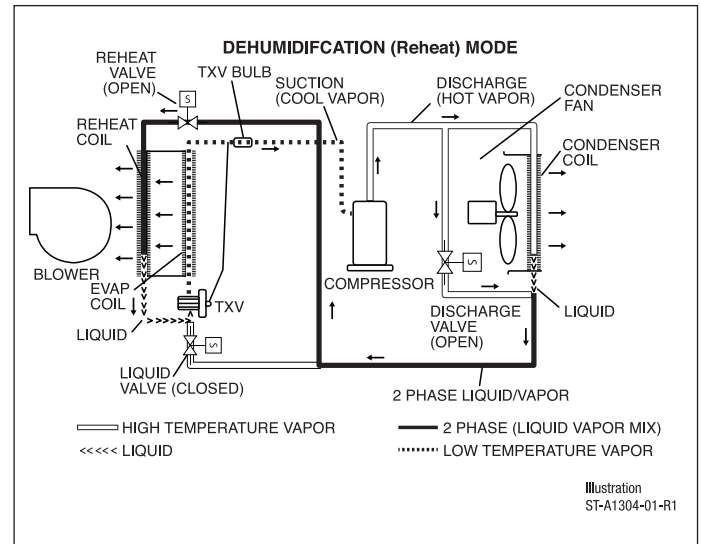 DEHUMIDIFCATION (Reheat) MODE
REHEAT
VALVE
(OPEN)
TXV BULB
SUCTION
(COOL VAPOR)
DISCHARGE
(HOT VAPOR)
CONDENSER
FAN
S
REHEAT
COIL
CONDENSER
COIL
BLOWER
COMPRESSOR
S
EVAP
COIL
TXV
LIQUID
LIQUID
DISCHARGE
VALVE
(OPEN)
S
LIQUID
VALVE (CLOSED)
2 PHASE LIQUID/VAPOR
HIGH TEMPERATURE VAPOR
2 PHASE (LIQUID VAPOR MIX)
<<<<< LIQUID
LOW TEMPERATURE VAPOR
Illustration
ST-A1304-01-R1